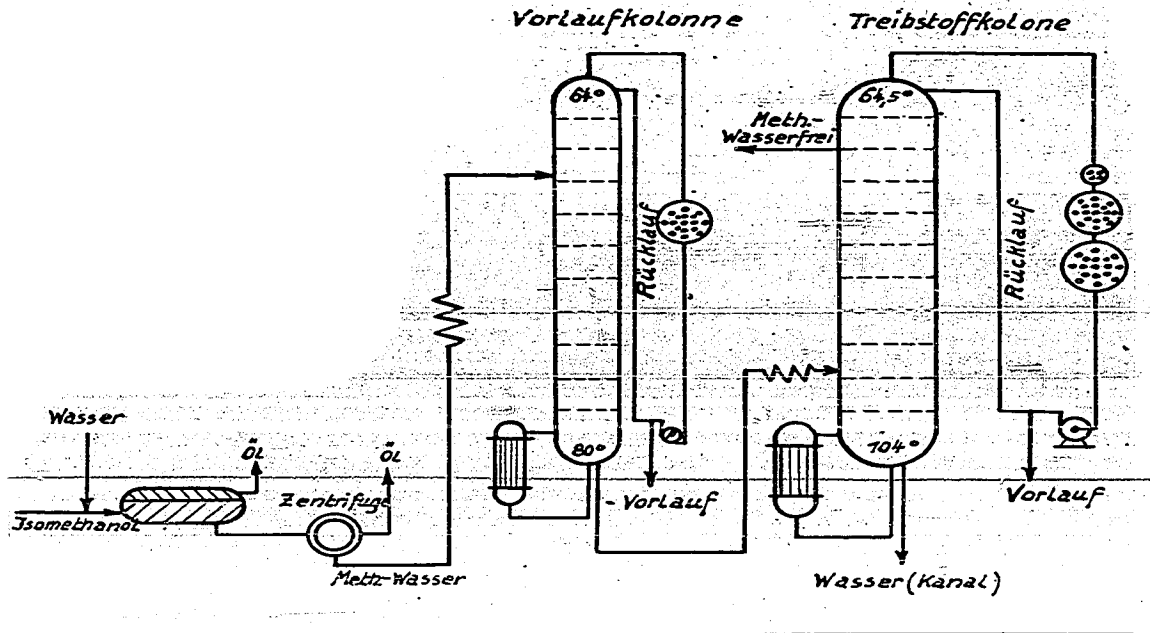 Vorlaufkolonne
Treibstoffkolone
64°
64,5°
Meth.-
Wasserfrei
Rücklauf
Rücklauf
Wasser
Öl
Öl
80°
104°
Zentrifuge
Isomethanol
-Vorlauf
Vorlauf
Meth-Wasser
Wasser (Kanal)